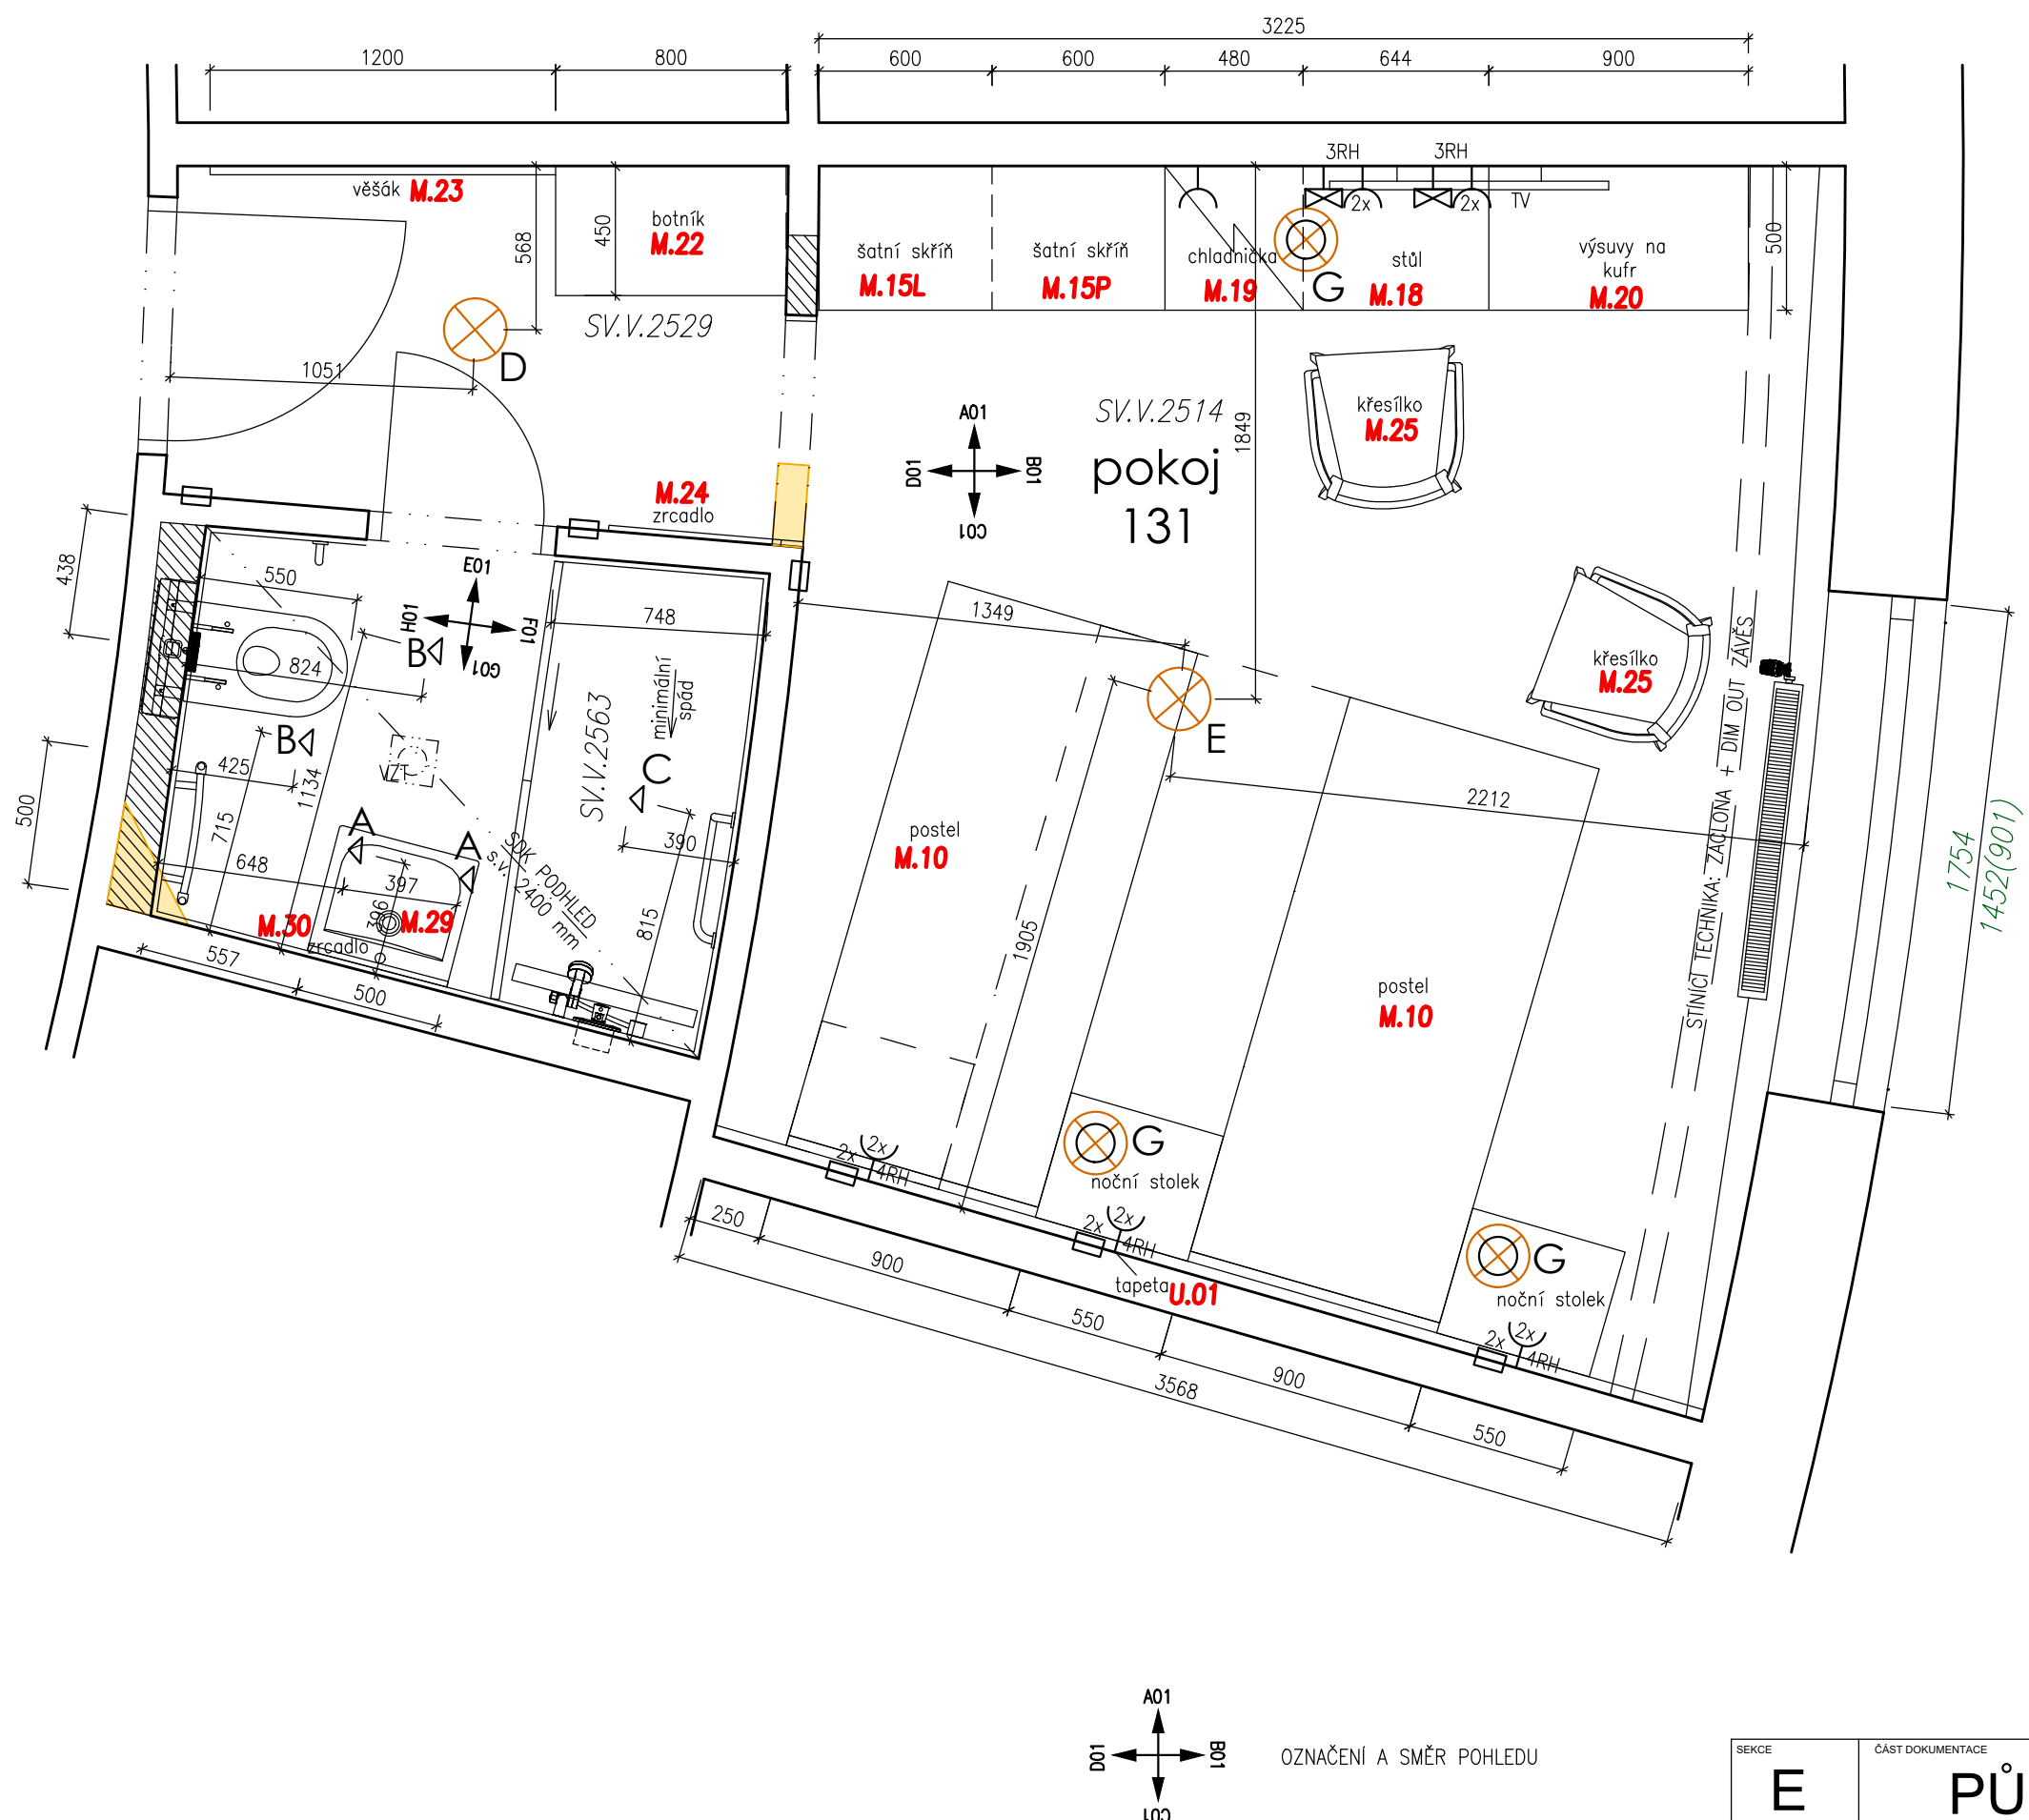 3225
1200
800
600
600
480
644
900
věšák M.23
568
450
botník
M.22
SV.V.2529
D
1051
šatní skříň
M.15L
šatní skříň
M.15P
chladnička
M.19
3RH
3RH
2x
2x
TV
G
stůl
M.18
výsuvy na
kufr
M.20
500
SV.V.2514
pokoj
131
A01
B01
C01
D01
1849
křesílko
M.25
křesílko
M.25
M.24
zrcadlo
438
550
E01
F01
G01
H01
B
824
748
minimální
spád
SV.V.2563
C
B
425
VZT
1134
715
500
648
A
A
397
396
390
815
SDK PODHLED
s.v. 2400 mm
M.30
M.29
zrcadlo
557
500
1349
E
2212
1905
postel
M.10
postel
M.10
STÍNÍCÍ TECHNIKA: ZÁCLONA + DIM OUT ZÁVĚS
1754
1452(901)
G
noční stolek
2x
2x
4RH
2x
2x
4RH
G
noční stolek
2x
2x
4RH
tapeta U.01
250
900
550
900
550
3568
A01
B01
C01
D01
OZNAČENÍ A SMĚR POHLEDU
SEKCE
E
ČÁST DOKUMENTACE
PŮ